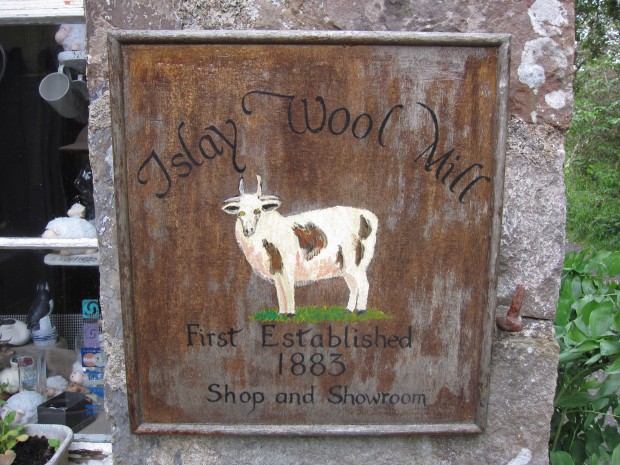 Islay Wool Mill
First Established
1883
Shop and Showroom